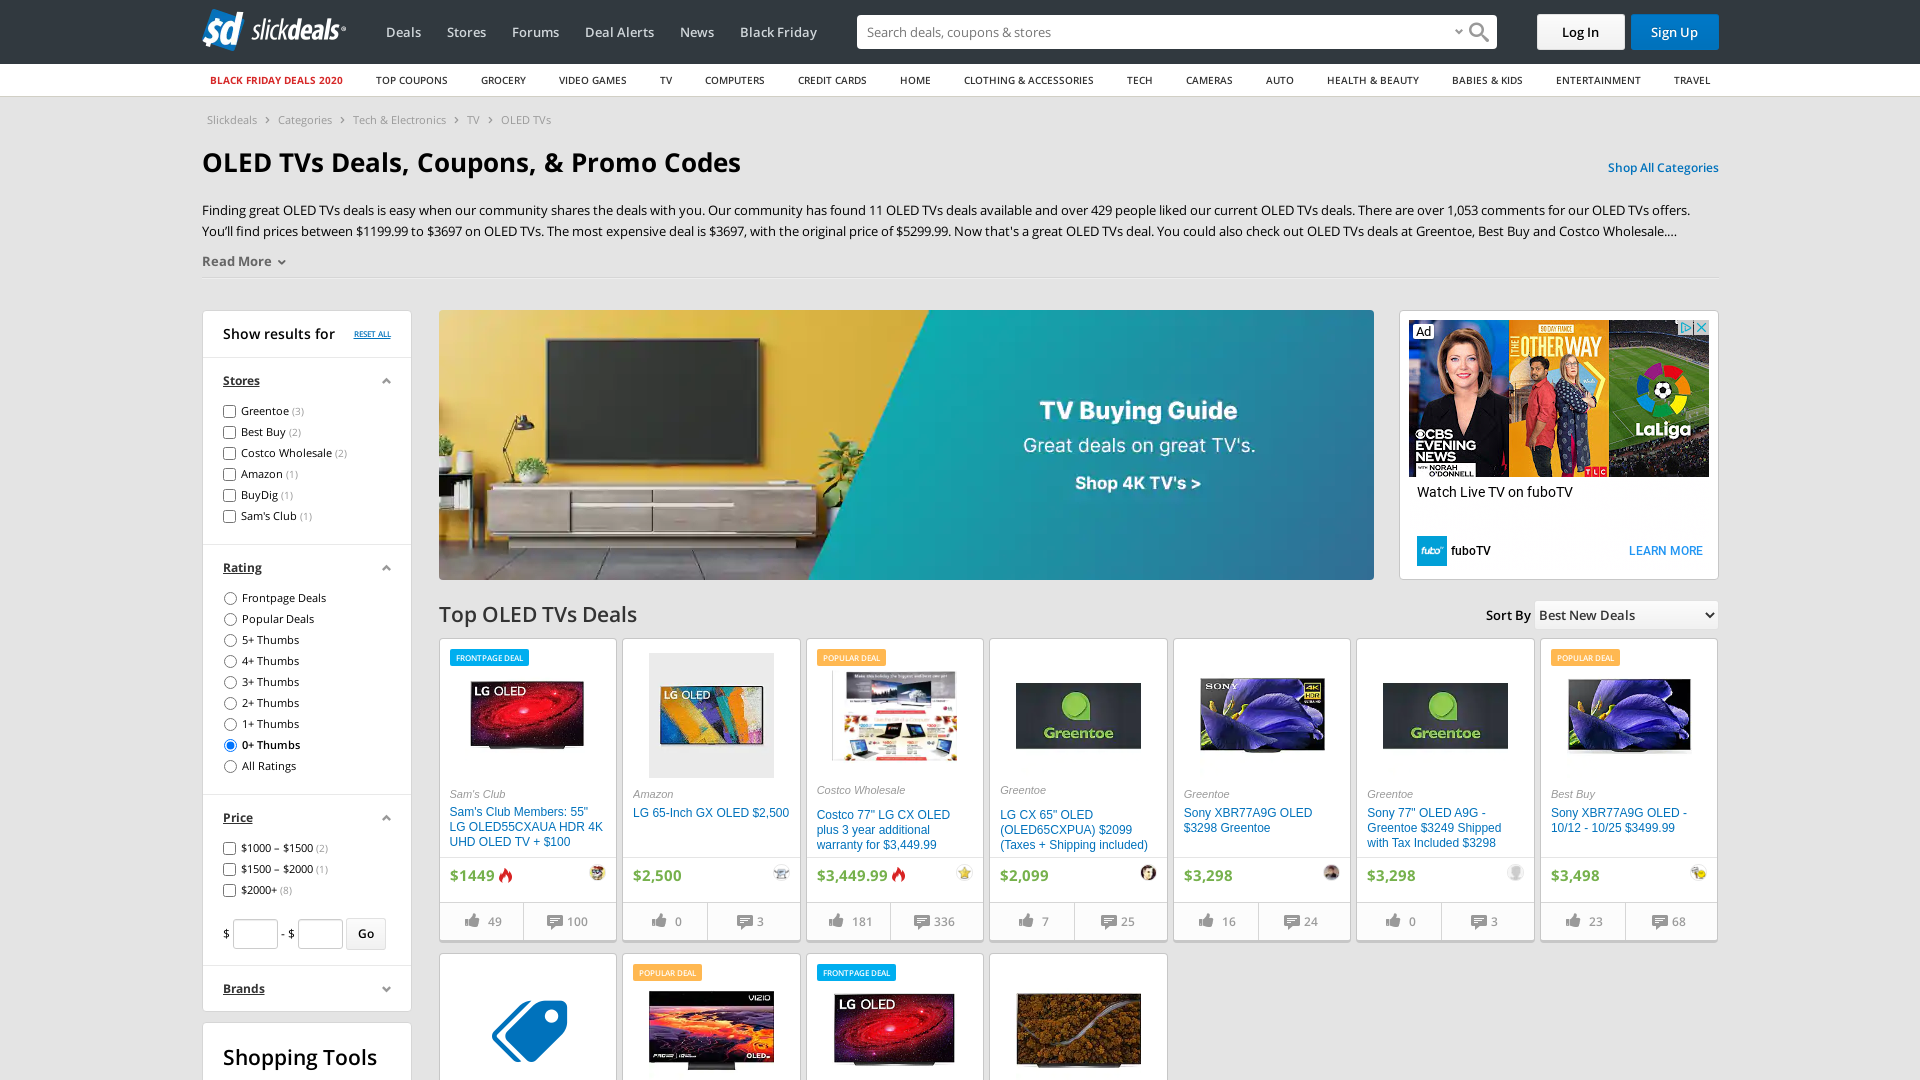 slickdeals
Deals
Stores
Forums
Deal Alerts
News
Black Friday
Search deals, coupons & stores
Log In
Sign Up
BLACK FRIDAY DEALS 2020
TOP COUPONS
GROCERY
VIDEO GAMES
TV
COMPUTERS
CREDIT CARDS
HOME
CLOTHING & ACCESSORIES
TECH
CAMERAS
AUTO
HEALTH & BEAUTY
BABIES & KIDS
ENTERTAINMENT
TRAVEL
Slickdeals > Categories > Tech & Electronics > TV > OLED TVs
OLED TVs Deals, Coupons, & Promo Codes
Shop All Categories
Finding great OLED TVs deals is easy when our community shares the deals with you. Our community has found 11 OLED TVs deals available and over 429 people liked our current OLED TVs deals. There are over 1,053 comments for our OLED TVs offers.
You'll find prices between $1199.99 to $3697 on OLED TVs. The most expensive deal is $3697, with the original price of $5299.99. Now that's a great OLED TVs deal. You could also check out OLED TVs deals at Greentoe, Best Buy and Costco Wholesale....
Read More
Show results for
RESET ALL
Stores
Greentoe (3)
Best Buy (2)
Costco Wholesale (2)
Amazon (1)
BuyDig (1)
Sam's Club (1)
Rating
Frontpage Deals
Popular Deals
5+ Thumbs
4+ Thumbs
3+ Thumbs
2+ Thumbs
1+ Thumbs
0+ Thumbs
All Ratings
Price
$1000 – $1500 (2)
$1500 – $2000 (1)
$2000+ (8)
$ - $ Go
Brands
Shopping Tools
TV Buying Guide
Great deals on great TV's.
Shop 4K TV's >
Ad
CBS
EVENING
NEWS
WITH NORAH
O'DONNELL
90 DAY FIANCE
THE OTHER WAY
TLC
LaLiga
Watch Live TV on fuboTV
fubo
fuboTV
LEARN MORE
Top OLED TVs Deals
Sort By
Best New Deals
FRONTPAGE DEAL
LG OLED
Sam's Club
Sam's Club Members: 55"
LG OLED55CXAUA HDR 4K
UHD OLED TV + $100
$1449
49
100
LG OLED
Amazon
LG 65-Inch GX OLED $2,500
$2,500
0
3
POPULAR DEAL
Costco Wholesale
Costco 77" LG CX OLED
plus 3 year additional
warranty for $3,449.99
$3,449.99
181
336
Greentoe
Greentoe
LG CX 65" OLED
(OLED65CXPUA) $2099
(Taxes + Shipping included)
$2,099
7
25
SONY
4K
HDR
Greentoe
Sony XBR77A9G OLED
$3298 Greentoe
$3,298
16
24
Greentoe
Greentoe
Sony 77" OLED A9G -
Greentoe $3249 Shipped
with Tax Included $3298
$3,298
0
3
POPULAR DEAL
Best Buy
Sony XBR77A9G OLED -
10/12 - 10/25 $3499.99
$3,498
23
68
POPULAR DEAL
VIZIO
OLED
FRONTPAGE DEAL
LG OLED